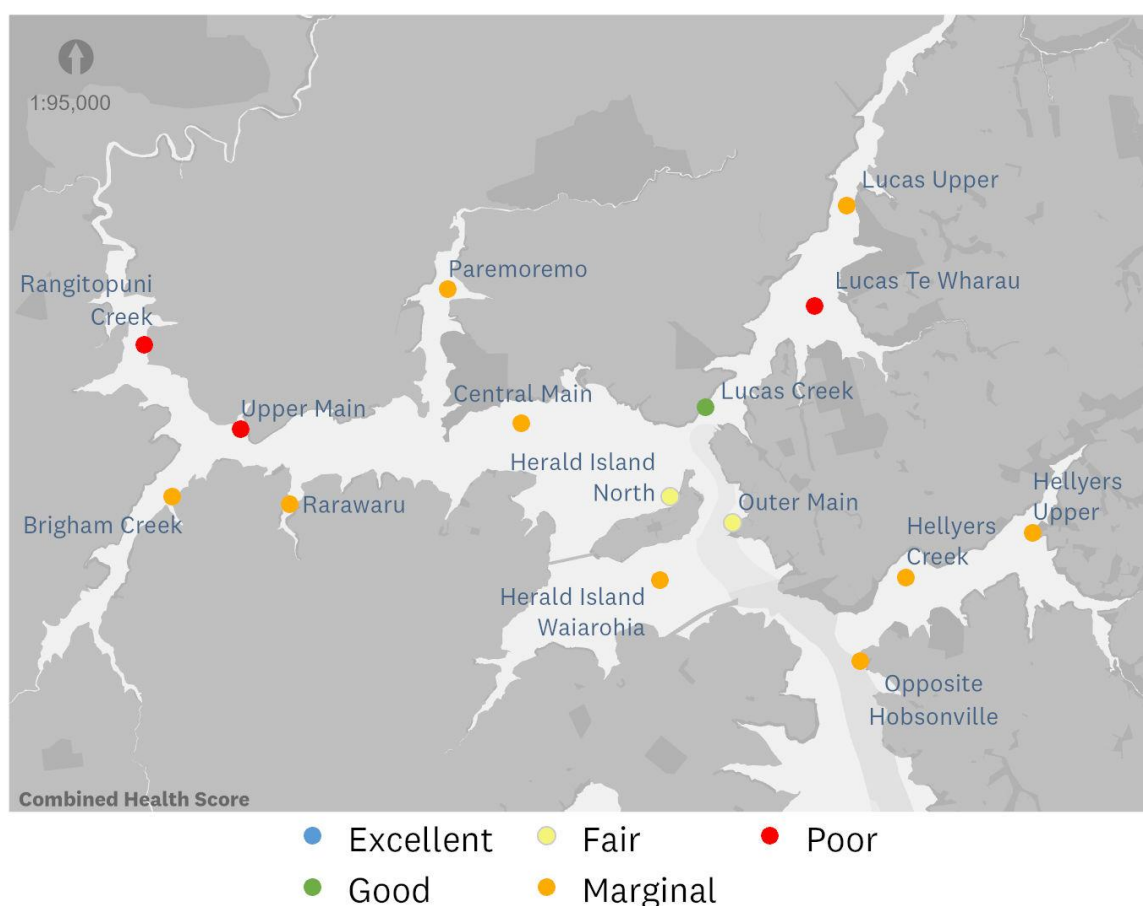 1:95,000
Lucas Upper
Paremoremo
Rangitopuni
Creek
Lucas Te Wharau
Upper Main
Central Main
Lucas Creek
Herald Island
North
Outer Main
Brigham Creek
Rarawaru
Hellyers
Upper
Hellyers
Creek
Herald Island
Waiarohia
Opposite
Hobsonville
Combined Health Score
Excellent
Fair
Poor
Good
Marginal